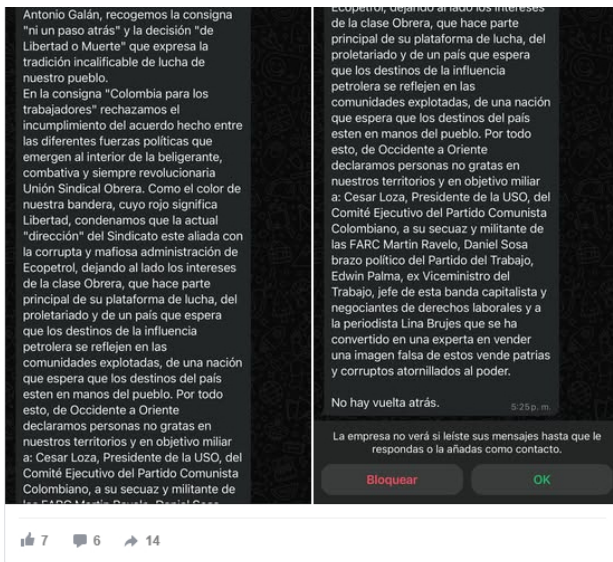 Antonio Galán, recogemos la consigna
"ni un paso atrás" y la decisión "de
Libertad o Muerte" que expresa la
tradición incalificable de lucha de
nuestro pueblo.
En la consigna "Colombia para los
trabajadores" rechazamos el
incumplimiento del acuerdo hecho entre
las diferentes fuerzas políticas que
emergen al interior de la beligerante,
combativa y siempre revolucionaria
Unión Sindical Obrera. Como el color de
nuestra bandera, cuyo rojo significa
Libertad, condenamos que la actual
"dirección" del Sindicato este aliada con
la corrupta y mafiosa administración de
Ecopetrol, dejando al lado los intereses
de la clase Obrera, que hace parte
principal de su plataforma de lucha, del
proletariado y de un país que espera
que los destinos de la influencia
petrolera se reflejen en las
comunidades explotadas, de una nación
que espera que los destinos del país
esten en manos del pueblo. Por todo
esto, de Occidente a Oriente
declaramos personas no gratas en
nuestros territorios y en objetivo miliar
a: Cesar Loza, Presidente de la USO, del
Comité Ejecutivo del Partido Comunista
Colombiano, a su secuaz y militante de
las FARC Martin Ravelo, Daniel Sosa
Ecopetrol, dejando al lado los intereses
de la clase Obrera, que hace parte
principal de su plataforma de lucha, del
proletariado y de un país que espera
que los destinos de la influencia
petrolera se reflejen en las
comunidades explotadas, de una nación
que espera que los destinos del país
esten en manos del pueblo. Por todo
esto, de Occidente a Oriente
declaramos personas no gratas en
nuestros territorios y en objetivo miliar
a: Cesar Loza, Presidente de la USO, del
Comité Ejecutivo del Partido Comunista
Colombiano, a su secuaz y militante de
las FARC Martin Ravelo, Daniel Sosa
brazo político del Partido del Trabajo,
Edwin Palma, ex Viceministro del
Trabajo, jefe de esta banda capitalista y
negociantes de derechos laborales y a
la periodista Lina Brujes que se ha
convertido en una experta en vender
una imagen falsa de estos vende patrias
y corruptos atornillados al poder.
No hay vuelta atrás.
5:25 p. m.
La empresa no verá si leíste sus mensajes hasta que le
respondas o la añadas como contacto.
Bloquear
OK
7 6 14